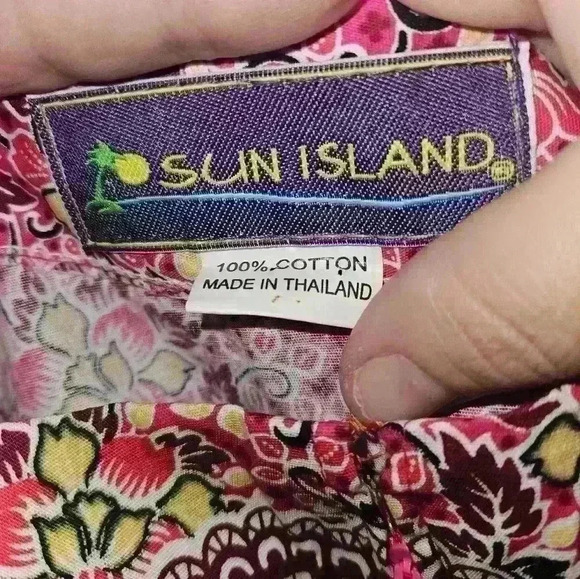 SUN ISLAND®
100% COTTON
MADE IN THAILAND